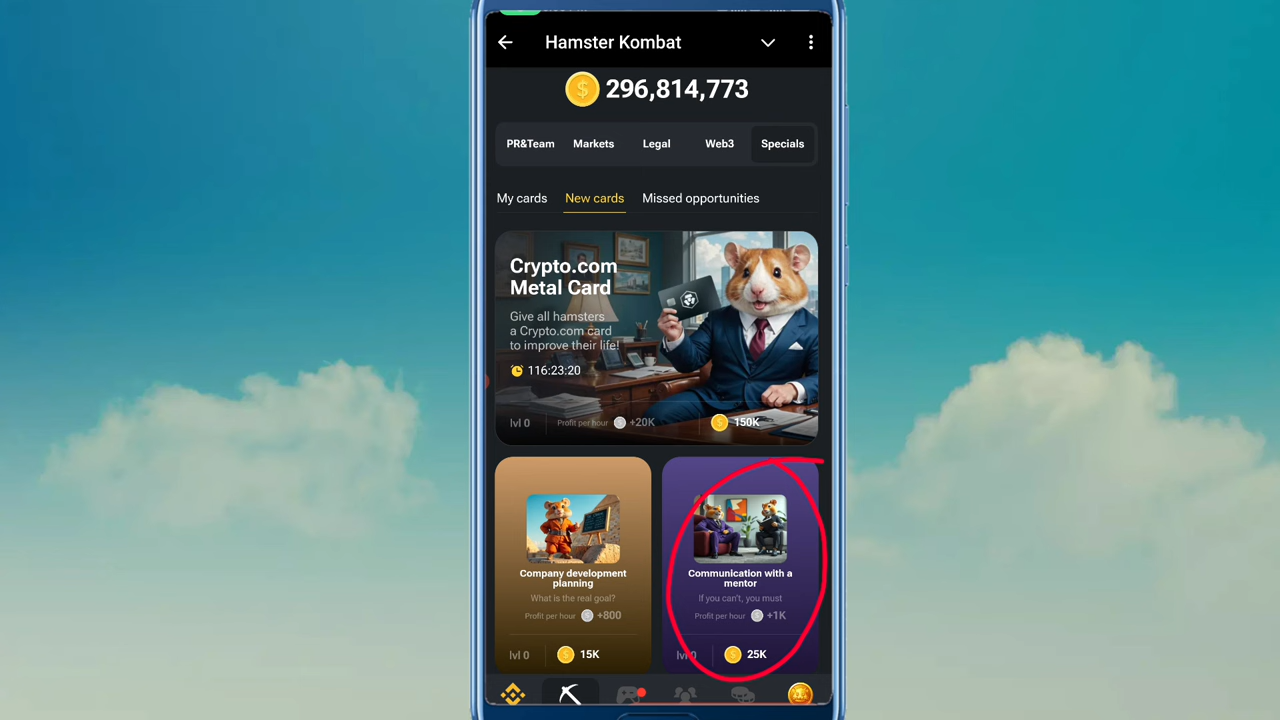 Hamster Kombat
296,814,773
PR&Team Markets Legal Web3 Specials
My cards New cards Missed opportunities
Crypto.com
Metal Card
Give all hamsters
a Crypto.com card
to improve their life!
116:23:20
lvl 0 Profit per hour +20K 150K
Company development
planning
What is the real goal?
Profit per hour +800
lvl 0 15K
Communication with a
mentor
If you can't, you must
Profit per hour +1K
lvl 0 25K